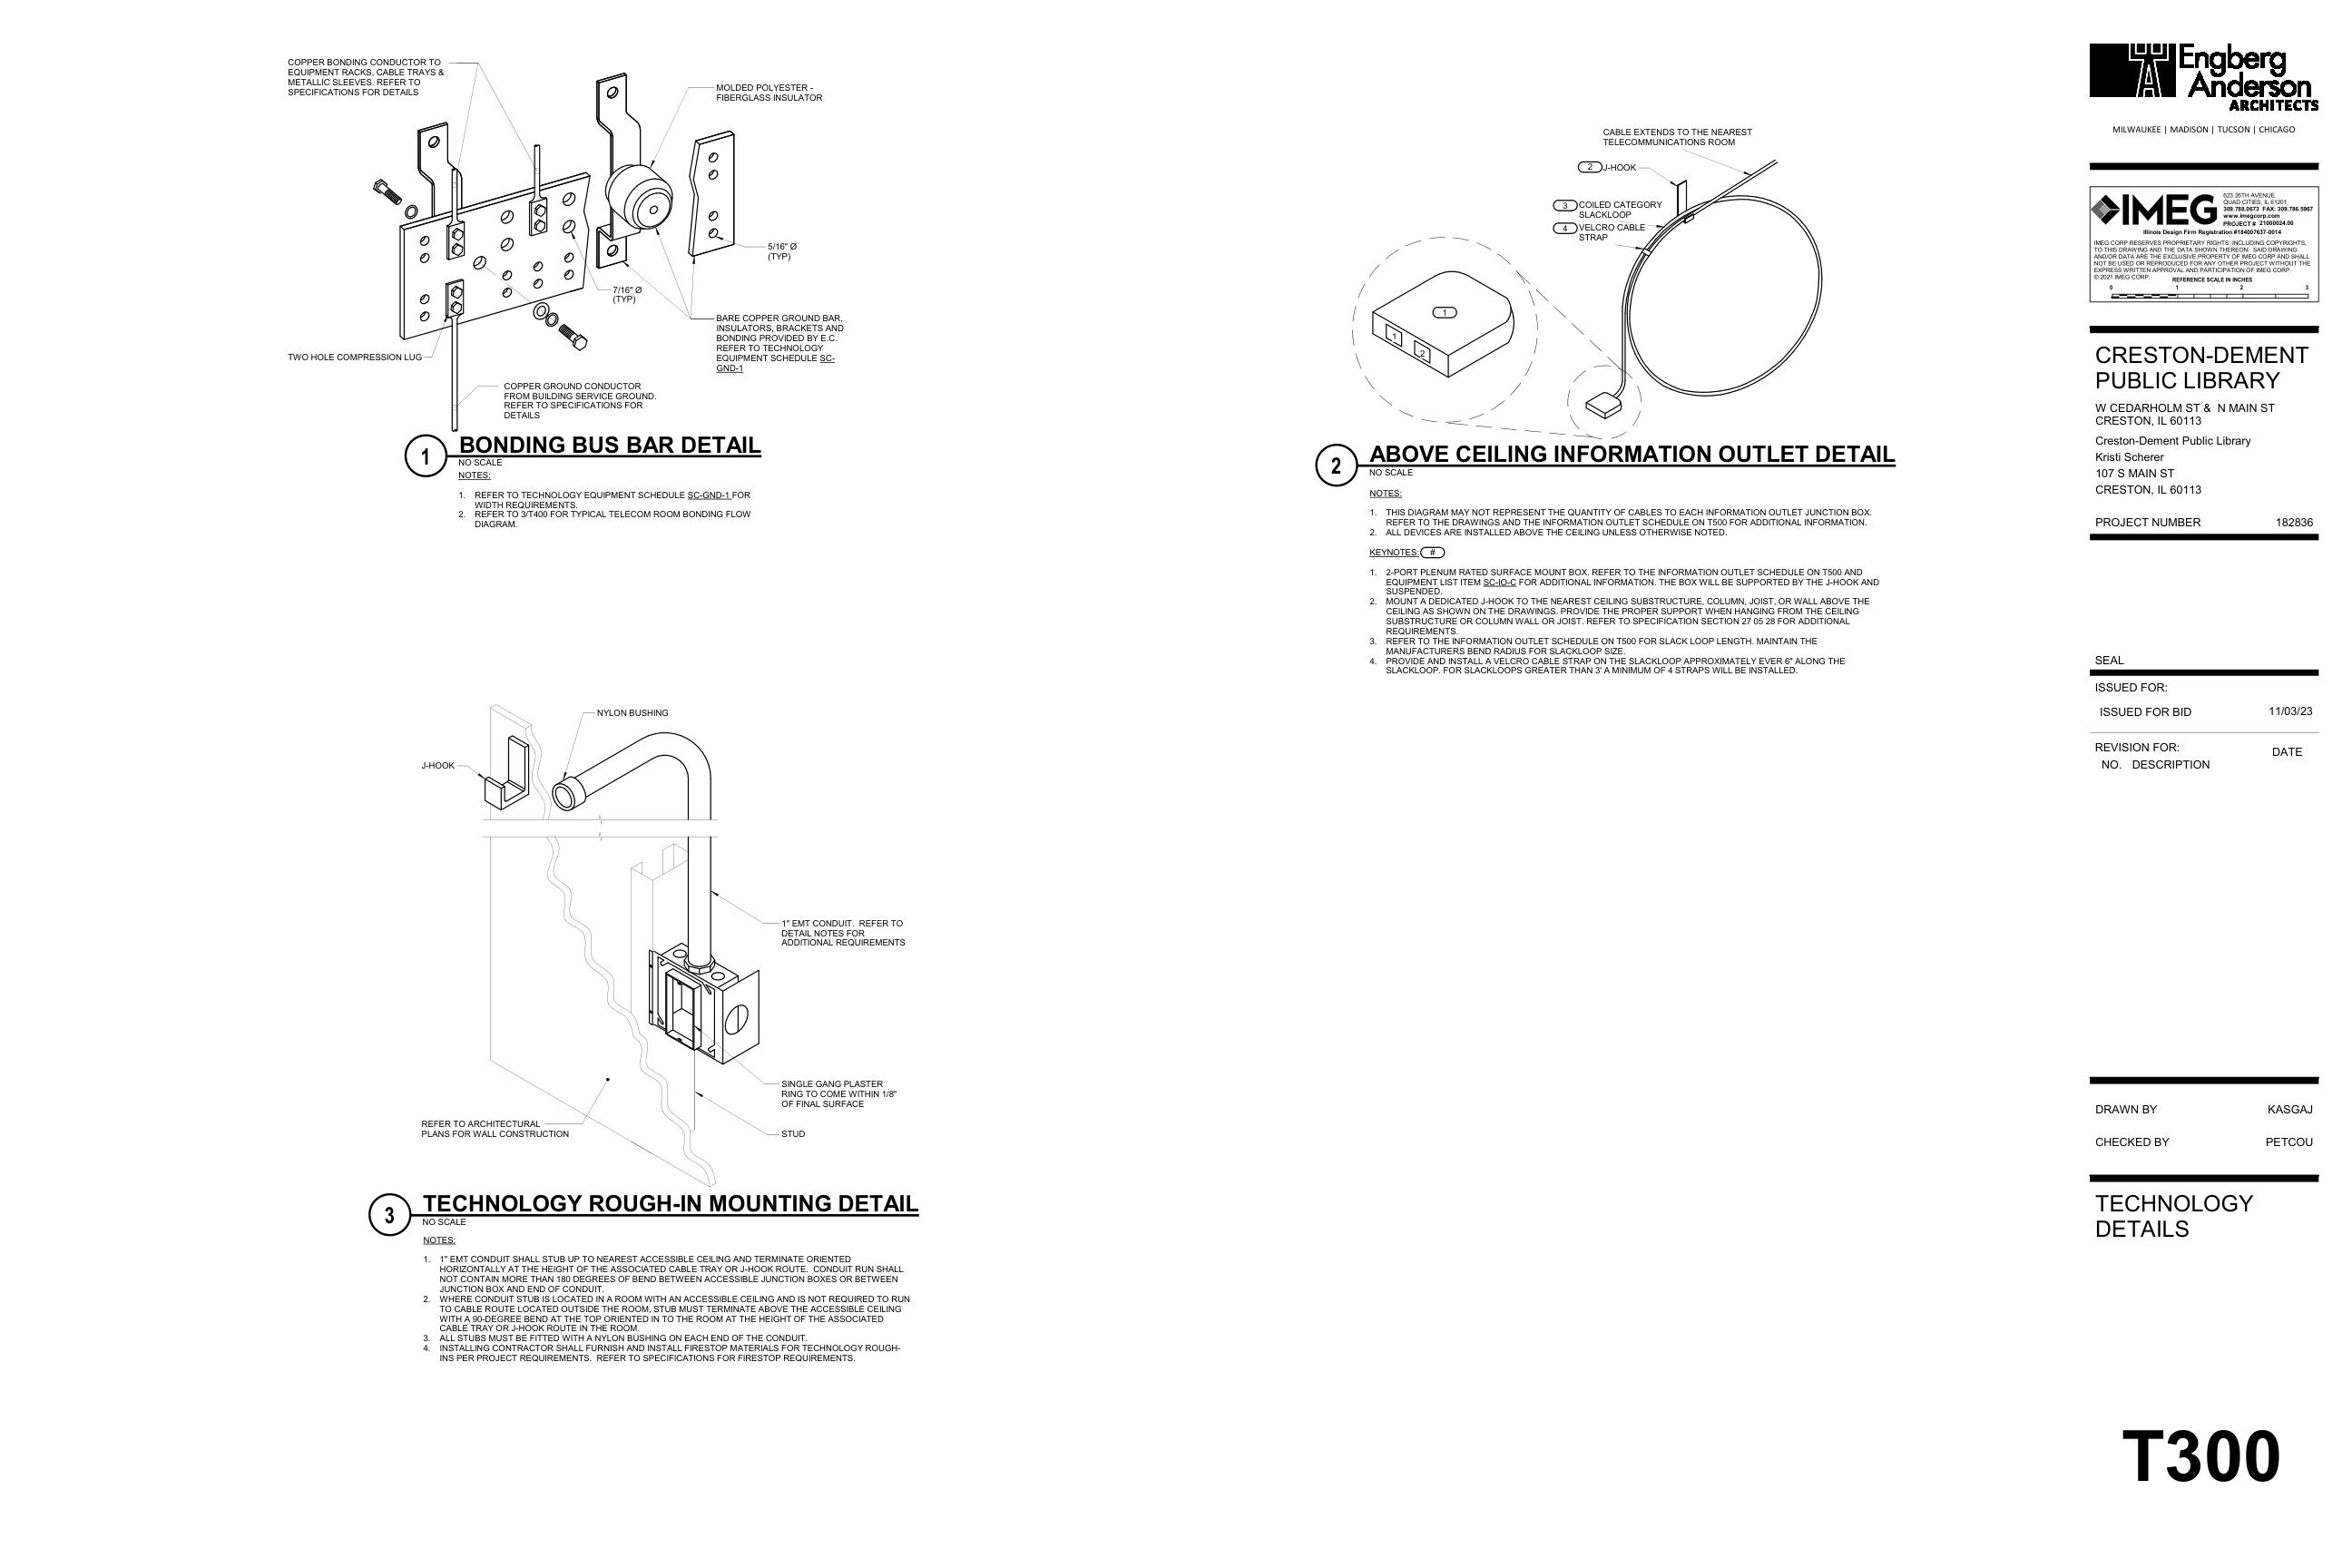 COPPER BONDING CONDUCTOR TO
EQUIPMENT RACKS, CABLE TRAYS &
METALLIC SLEEVES. REFER TO
SPECIFICATIONS FOR DETAILS
MOLDED POLYESTER -
FIBERGLASS INSULATOR
5/16" Ø
(TYP)
7/16" Ø
(TYP)
BARE COPPER GROUND BAR,
INSULATORS, BRACKETS AND
BONDING PROVIDED BY E.C.
REFER TO TECHNOLOGY
EQUIPMENT SCHEDULE SC-
GND-1
TWO HOLE COMPRESSION LUG
COPPER GROUND CONDUCTOR
FROM BUILDING SERVICE GROUND.
REFER TO SPECIFICATIONS FOR
DETAILS
1
BONDING BUS BAR DETAIL
NO SCALE
NOTES:
1. REFER TO TECHNOLOGY EQUIPMENT SCHEDULE SC-GND-1 FOR
WIDTH REQUIREMENTS.
2. REFER TO 3/T400 FOR TYPICAL TELECOM ROOM BONDING FLOW
DIAGRAM.
CABLE EXTENDS TO THE NEAREST
TELECOMMUNICATIONS ROOM
2 J-HOOK
3 COILED CATEGORY
SLACKLOOP
4 VELCRO CABLE
STRAP
1
1
2
2
ABOVE CEILING INFORMATION OUTLET DETAIL
NO SCALE
NOTES:
1. THIS DIAGRAM MAY NOT REPRESENT THE QUANTITY OF CABLES TO EACH INFORMATION OUTLET JUNCTION BOX.
REFER TO THE DRAWINGS AND THE INFORMATION OUTLET SCHEDULE ON T500 FOR ADDITIONAL INFORMATION.
2. ALL DEVICES ARE INSTALLED ABOVE THE CEILING UNLESS OTHERWISE NOTED.
KEYNOTES: #
1. 2-PORT PLENUM RATED SURFACE MOUNT BOX. REFER TO THE INFORMATION OUTLET SCHEDULE ON T500 AND
EQUIPMENT LIST ITEM SC-IO-C FOR ADDITIONAL INFORMATION. THE BOX WILL BE SUPPORTED BY THE J-HOOK AND
SUSPENDED.
2. MOUNT A DEDICATED J-HOOK TO THE NEAREST CEILING SUBSTRUCTURE, COLUMN, JOIST, OR WALL ABOVE THE
CEILING AS SHOWN ON THE DRAWINGS. PROVIDE THE PROPER SUPPORT WHEN HANGING FROM THE CEILING
SUBSTRUCTURE OR COLUMN WALL OR JOIST. REFER TO SPECIFICATION SECTION 27 05 28 FOR ADDITIONAL
REQUIREMENTS.
3. REFER TO THE INFORMATION OUTLET SCHEDULE ON T500 FOR SLACK LOOP LENGTH. MAINTAIN THE
MANUFACTURERS BEND RADIUS FOR SLACKLOOP SIZE.
4. PROVIDE AND INSTALL A VELCRO CABLE STRAP ON THE SLACKLOOP APPROXIMATELY EVER 6" ALONG THE
SLACKLOOP. FOR SLACKLOOPS GREATER THAN 3' A MINIMUM OF 4 STRAPS WILL BE INSTALLED.
NYLON BUSHING
J-HOOK
1" EMT CONDUIT. REFER TO
DETAIL NOTES FOR
ADDITIONAL REQUIREMENTS
SINGLE GANG PLASTER
RING TO COME WITHIN 1/8"
OF FINAL SURFACE
REFER TO ARCHITECTURAL
PLANS FOR WALL CONSTRUCTION
STUD
3
TECHNOLOGY ROUGH-IN MOUNTING DETAIL
NO SCALE
NOTES:
1. 1" EMT CONDUIT SHALL STUB UP TO NEAREST ACCESSIBLE CEILING AND TERMINATE ORIENTED
HORIZONTALLY AT THE HEIGHT OF THE ASSOCIATED CABLE TRAY OR J-HOOK ROUTE. CONDUIT RUN SHALL
NOT CONTAIN MORE THAN 180 DEGREES OF BEND BETWEEN ACCESSIBLE JUNCTION BOXES OR BETWEEN
JUNCTION BOX AND END OF CONDUIT.
2. WHERE CONDUIT STUB IS LOCATED IN A ROOM WITH AN ACCESSIBLE CEILING AND IS NOT REQUIRED TO RUN
TO CABLE ROUTE LOCATED OUTSIDE THE ROOM, STUB MUST TERMINATE ABOVE THE ACCESSIBLE CEILING
WITH A 90-DEGREE BEND AT THE TOP ORIENTED IN TO THE ROOM AT THE HEIGHT OF THE ASSOCIATED
CABLE TRAY OR J-HOOK ROUTE IN THE ROOM.
3. ALL STUBS MUST BE FITTED WITH A NYLON BUSHING ON EACH END OF THE CONDUIT.
4. INSTALLING CONTRACTOR SHALL FURNISH AND INSTALL FIRESTOP MATERIALS FOR TECHNOLOGY ROUGH-
INS PER PROJECT REQUIREMENTS. REFER TO SPECIFICATIONS FOR FIRESTOP REQUIREMENTS.
Engberg
Anderson
ARCHITECTS
MILWAUKEE | MADISON | TUCSON | CHICAGO
IMEG
623 26TH AVENUE
QUAD CITIES, IL 61201
309.788.0673 FAX: 309.786.5967
www.imegcorp.com
PROJECT # 21000024.00
Illinois Design Firm Registration #184007637-0014
IMEG CORP RESERVES PROPRIETARY RIGHTS, INCLUDING COPYRIGHTS,
TO THIS DRAWING AND THE DATA SHOWN THEREON. SAID DRAWING
AND/OR DATA ARE THE EXCLUSIVE PROPERTY OF IMEG CORP AND SHALL
NOT BE USED OR REPRODUCED FOR ANY OTHER PROJECT WITHOUT THE
EXPRESS WRITTEN APPROVAL AND PARTICIPATION OF IMEG CORP.
© 2021 IMEG CORP.
REFERENCE SCALE IN INCHES
0 1 2 3
CRESTON-DEMENT
PUBLIC LIBRARY
W CEDARHOLM ST & N MAIN ST
CRESTON, IL 60113
Creston-Dement Public Library
Kristi Scherer
107 S MAIN ST
CRESTON, IL 60113
PROJECT NUMBER 182836
SEAL
ISSUED FOR:
ISSUED FOR BID 11/03/23
REVISION FOR: DATE
NO. DESCRIPTION
DRAWN BY KASGAJ
CHECKED BY PETCOU
TECHNOLOGY
DETAILS
T300